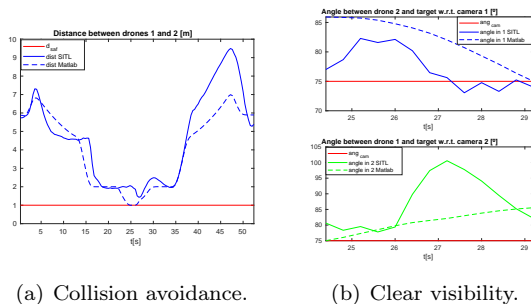 Distance between drones 1 and 2 [m]
d_saf
dist SITL
dist Matlab
10
9
8
7
6
5
4
3
2
1
0
5 10 15 20 25 30 35 40 45 50
t[s]
(a) Collision avoidance.
Angle between drone 2 and target w.r.t. camera 1 [º]
ang_cam
angle in 1 SITL
angle in 1 Matlab
85
80
75
70
25 26 27 28 29
t[s]
Angle between drone 1 and target w.r.t. camera 2 [º]
ang_cam
angle in 2 SITL
angle in 2 Matlab
105
100
95
90
85
80
75
25 26 27 28 29
t[s]
(b) Clear visibility.